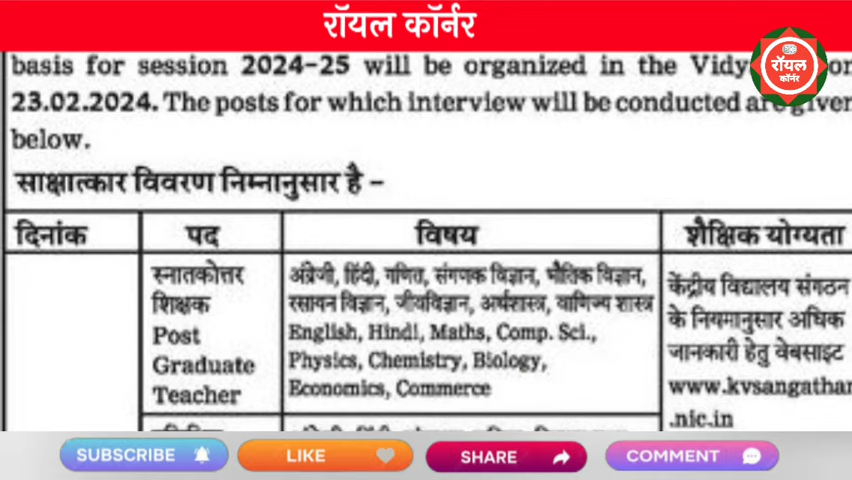 रॉयल कॉर्नर
रॉयल
कॉर्नर
basis for session 2024-25 will be organized in the
23.02.2024. The posts for which interview will be conducted are given
below.
साक्षात्कार विवरण निम्नानुसार है –
दिनांक पद विषय शैक्षिक योग्यता
स्नातकोत्तर
शिक्षक
Post
Graduate
Teacher
अंग्रेजी, हिंदी, गणित, संगणक विज्ञान, भौतिक विज्ञान,
रसायन विज्ञान, जीवविज्ञान, अर्थशास्त्र, वाणिज्य शास्त्र
English, Hindi, Maths, Comp. Sci.,
Physics, Chemistry, Biology,
Economics, Commerce
केंद्रीय विद्यालय संगठन
के नियमानुसार अधिक
जानकारी हेतु वेबसाइट
www.kvsangathan
.nic.in
SUBSCRIBE LIKE SHARE COMMENT